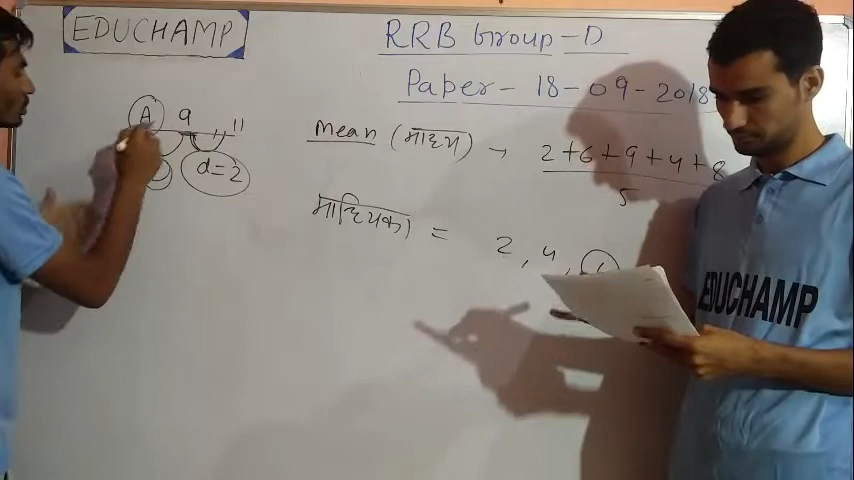 EDUCHAMP
RRB Group-D
Paper- 18-09-2018
A 9 11
d=2
Mean (माध्य) → 2+6+9+4+8
5
माध्यिका = 2, 4,
EDUCHAMP